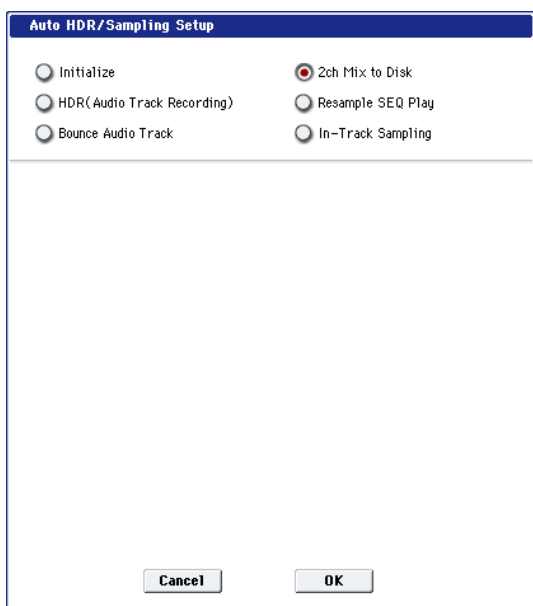 Auto HDR/Sampling Setup
Initialize
2ch Mix to Disk
HDR(Audio Track Recording)
Resample SEQ Play
Bounce Audio Track
In-Track Sampling
Cancel
OK